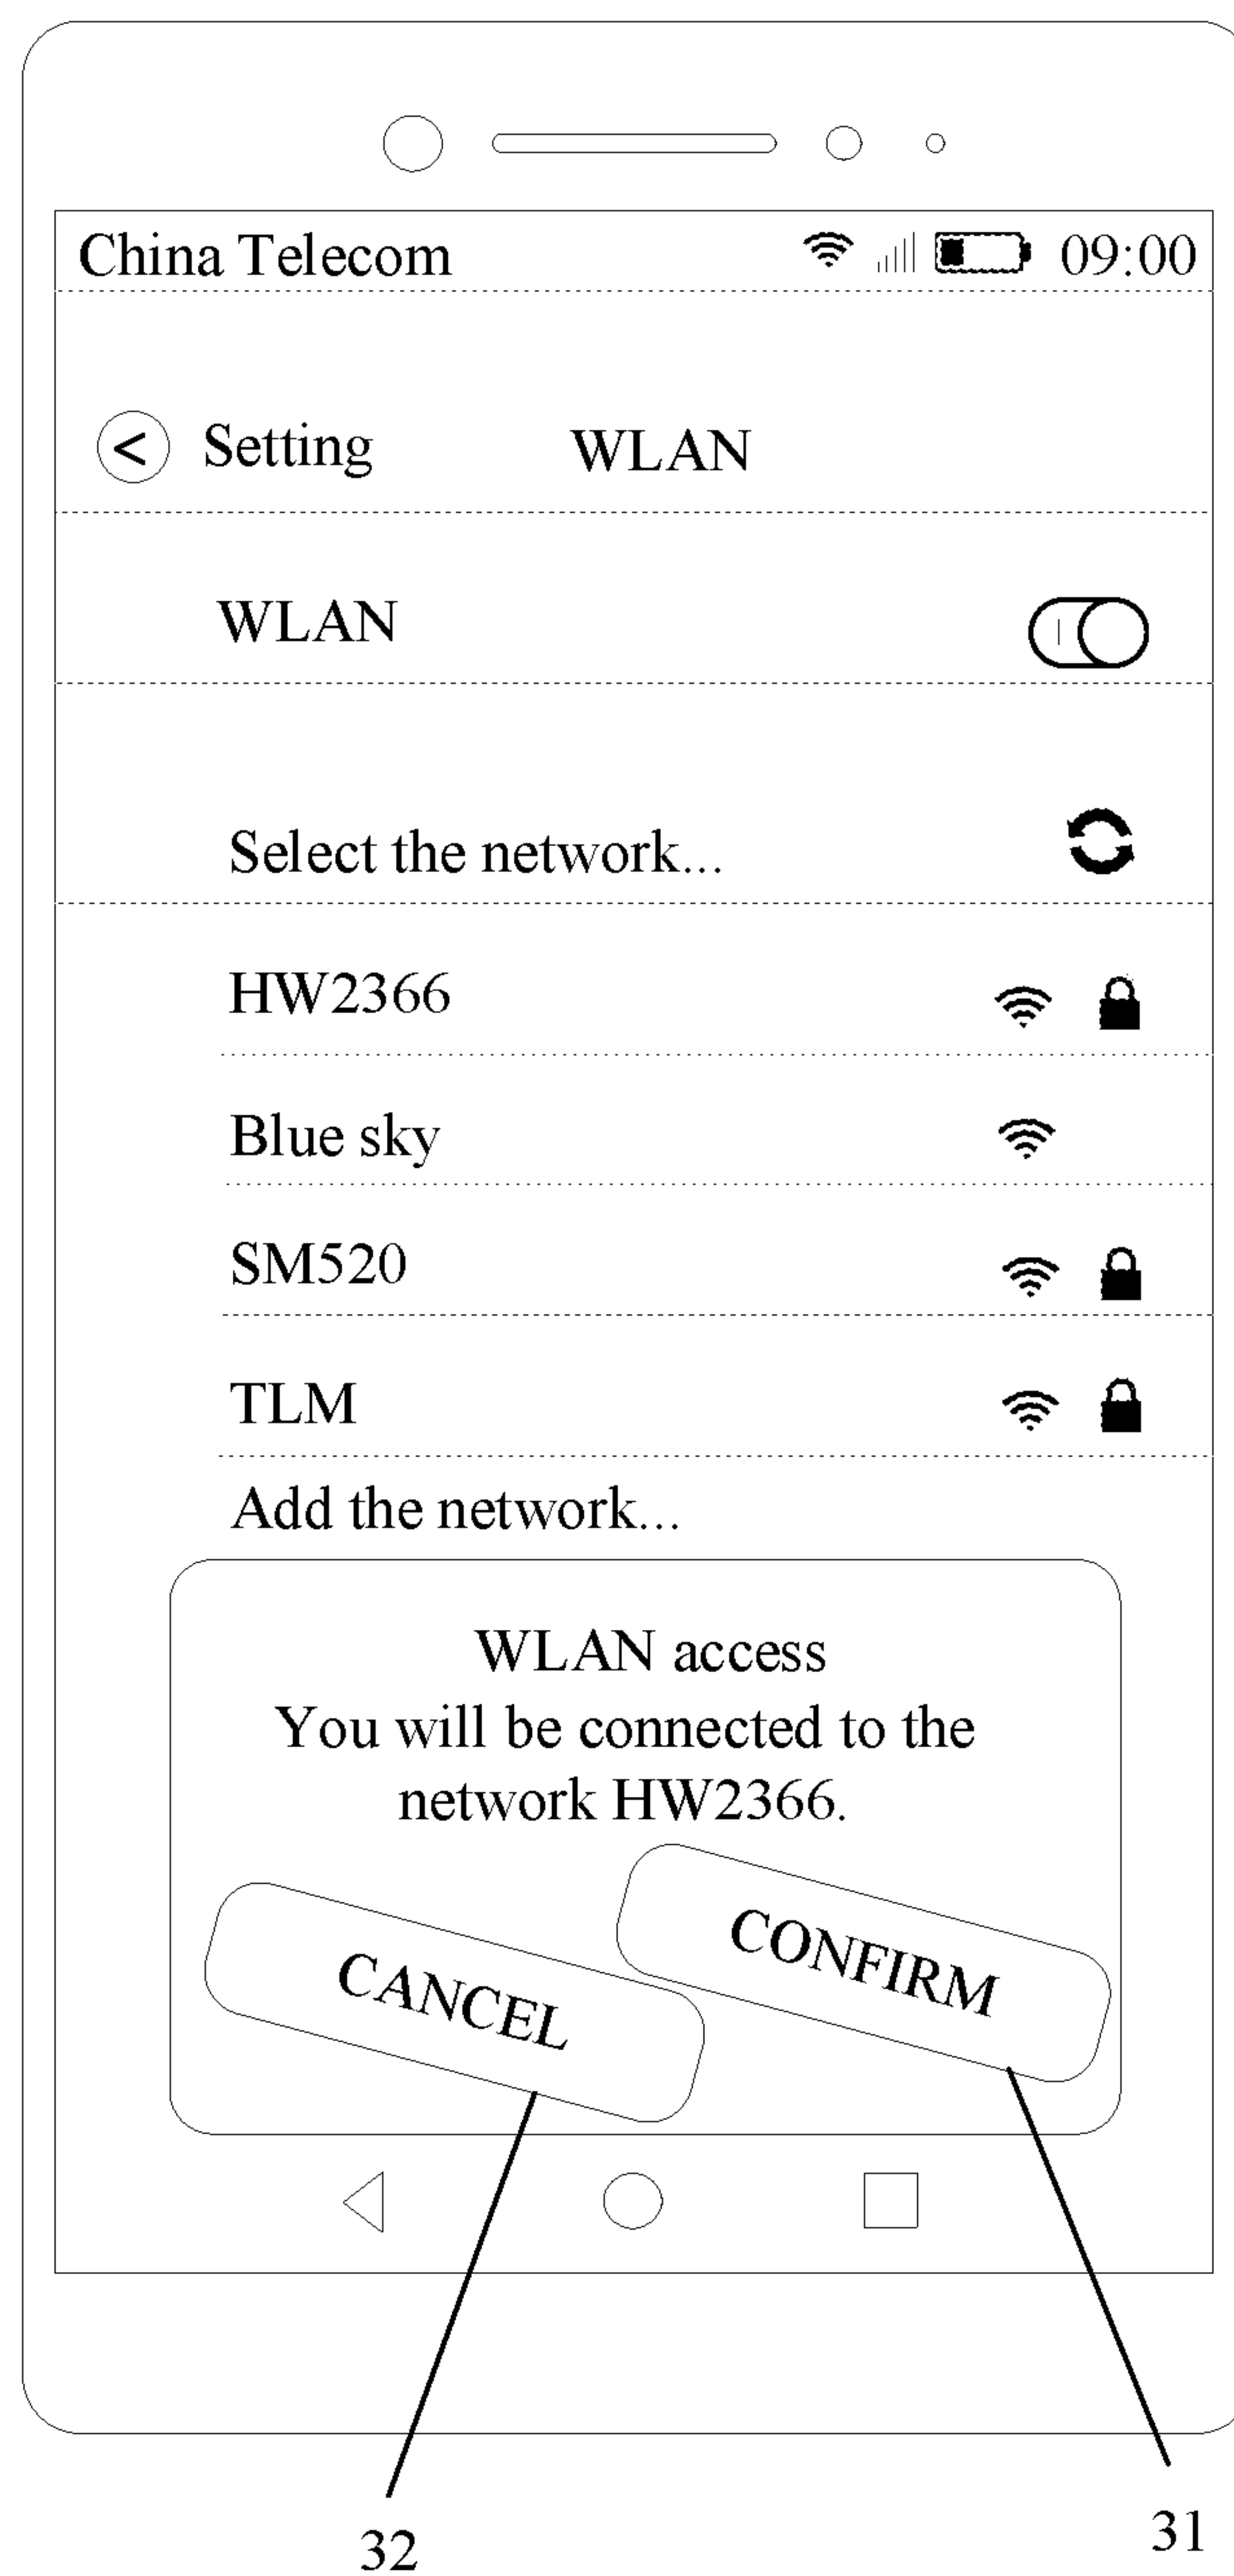 China Telecom 09:00
< Setting WLAN
WLAN
Select the network...
HW2366
Blue sky
SM520
TLM
Add the network...
WLAN access
You will be connected to the
network HW2366.
CANCEL CONFIRM
32 31